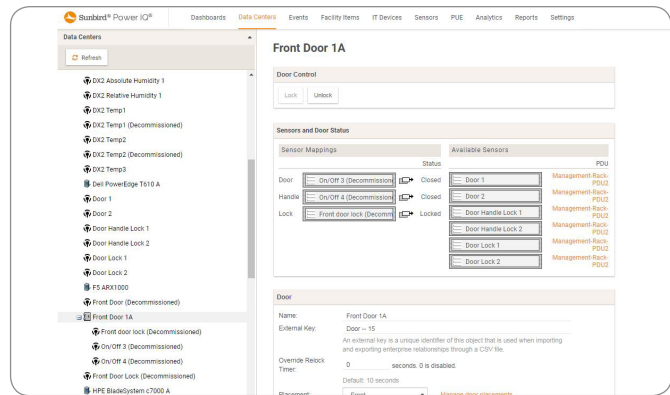 Sunbird® Power IQ®
Dashboards Data Centers Events Facility Items IT Devices Sensors PUE Analytics Reports Settings
Data Centers
Refresh
DX2 Absolute Humidity 1
DX2 Relative Humidity 1
DX2 Temp1
DX2 Temp1 (Decommissioned)
DX2 Temp2
DX2 Temp2 (Decommissioned)
DX2 Temp3
Dell PowerEdge T610 A
Door 1
Door 2
Door Handle Lock 1
Door Handle Lock 2
Door Lock 1
Door Lock 2
F5 ARX1000
Front Door (Decommissioned)
Front Door 1A
Front door lock (Decommissioned)
On/Off 3 (Decommissioned)
On/Off 4 (Decommissioned)
Front Door Lock (Decommissioned)
HPE BladeSystem c7000 A
Front Door 1A
Door Control
Lock Unlock
Sensors and Door Status
Sensor Mappings
Status
Door On/Off 3 (Decommissioned Closed
Handle On/Off 4 (Decommissioned Closed
Lock Front door lock (Decomm Locked
Available Sensors
PDU
Door 1 Management-Rack-
PDU2
Door 2 Management-Rack-
PDU2
Door Handle Lock 1 Management-Rack-
PDU2
Door Handle Lock 2 Management-Rack-
PDU2
Door Lock 1 Management-Rack-
PDU2
Door Lock 2 Management-Rack-
PDU2
Door
Name: Front Door 1A
External Key: Door -- 15
An external key is a unique identifier of this object that is used when importing
and exporting enterprise relationships through a CSV file.
Override Relock
Timer: 0 seconds. 0 is disabled.
Default: 10 seconds
Placement: Front Manage door placements